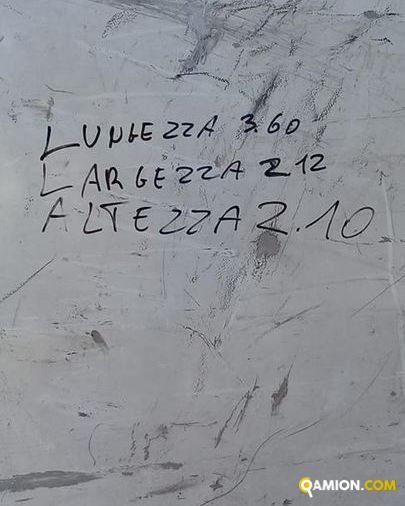 LUNGEZZA 3.60
LARGEZZA 2 12
ALTEZZA 2.10
QAMION.COM